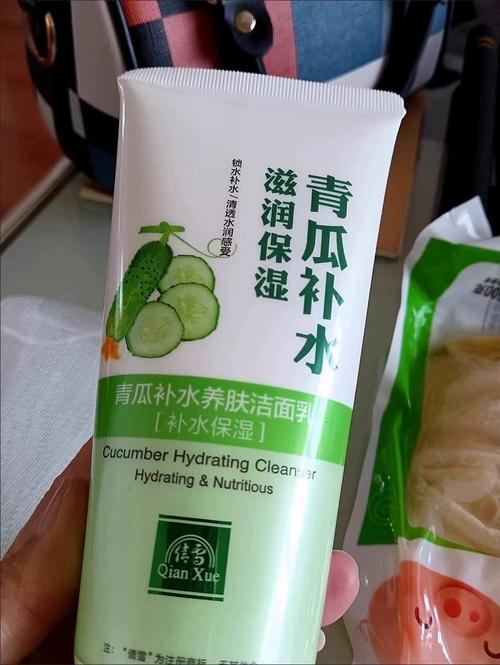 青瓜补水
滋润保湿
锁水补水/清透水润感受
青瓜补水养肤洁面乳
[补水保湿]
Cucumber Hydrating Cleanser
Hydrating & Nutritious
倩雪
Qian Xue
注：“倩雪”为注册商标